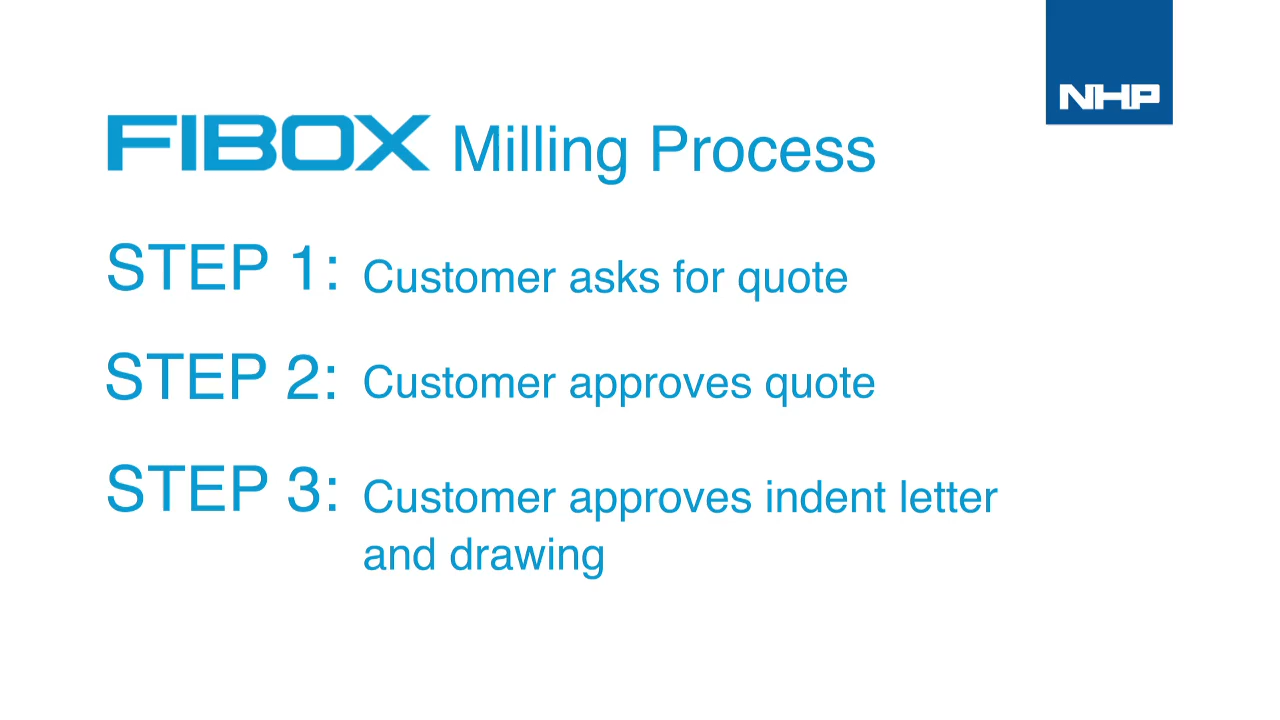 NHP
FIBOX Milling Process
STEP 1: Customer asks for quote
STEP 2: Customer approves quote
STEP 3: Customer approves indent letter
and drawing